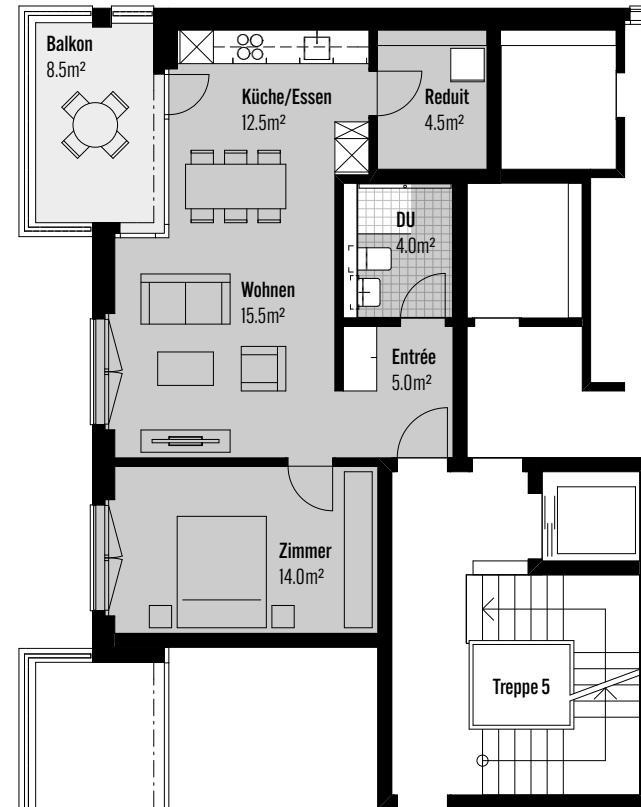 Balkon
8.5m²
Küche/Essen
12.5m²
Reduit
4.5m²
DU
4.0m²
Wohnen
15.5m²
Entrée
5.0m²
Zimmer
14.0m²
Treppe 5